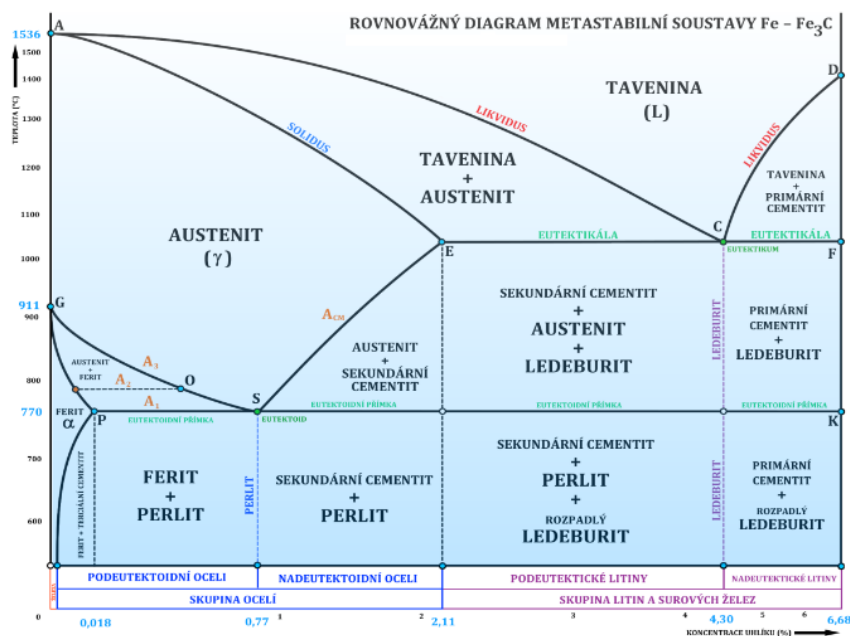 ROVNOVÁŽNÝ DIAGRAM METASTABILNÍ SOUSTAVY Fe – Fe3C
A
1536
1500
1400
1300
1200
1100
1000
911
900
800
770
700
600
0
TEPLOTA (°C)
D
TAVENINA
(L)
SOLIDUS
LIKVIDUS
LIKVIDUS
TAVENINA
+
AUSTENIT
TAVENINA
+
PRIMÁRNÍ
CEMENTIT
AUSTENIT
(γ)
E
EUTEKTIKÁLA
C
EUTEKTIKUM
EUTEKTIKÁLA
F
G
ACM
SEKUNDÁRNÍ CEMENTIT
+
AUSTENIT
+
LEDEBURIT
LEDEBURIT
PRIMÁRNÍ
CEMENTIT
+
LEDEBURIT
AUSTENIT
+
FERIT
A3
A2
O
A1
AUSTENIT
+
SEKUNDÁRNÍ
CEMENTIT
S
FERIT
α
P
EUTEKTOIDNÍ PŘÍMKA
EUTEKTOID
EUTEKTOIDNÍ PŘÍMKA
EUTEKTOIDNÍ PŘÍMKA
EUTEKTOIDNÍ PŘÍMKA
K
FERIT + TERCIÁLNÍ CEMENTIT
FERIT
+
PERLIT
PERLIT
SEKUNDÁRNÍ CEMENTIT
+
PERLIT
SEKUNDÁRNÍ CEMENTIT
+
PERLIT
+
ROZPADLÝ
LEDEBURIT
LEDEBURIT
PRIMÁRNÍ
CEMENTIT
+
ROZPADLÝ
LEDEBURIT
PODEUTEKTOIDNÍ OCELI
NADEUTEKTOIDNÍ OCELI
PODEUTEKTICKÉ LITINY
NADEUTEKTICKÉ LITINY
SKUPINA OCELÍ
SKUPINA LITIN A SUROVÝCH ŽELEZ
0,018
0,77
1
2
2,11
3
4
4,30
5
6
6,68
KONCENTRACE UHLÍKU (%)